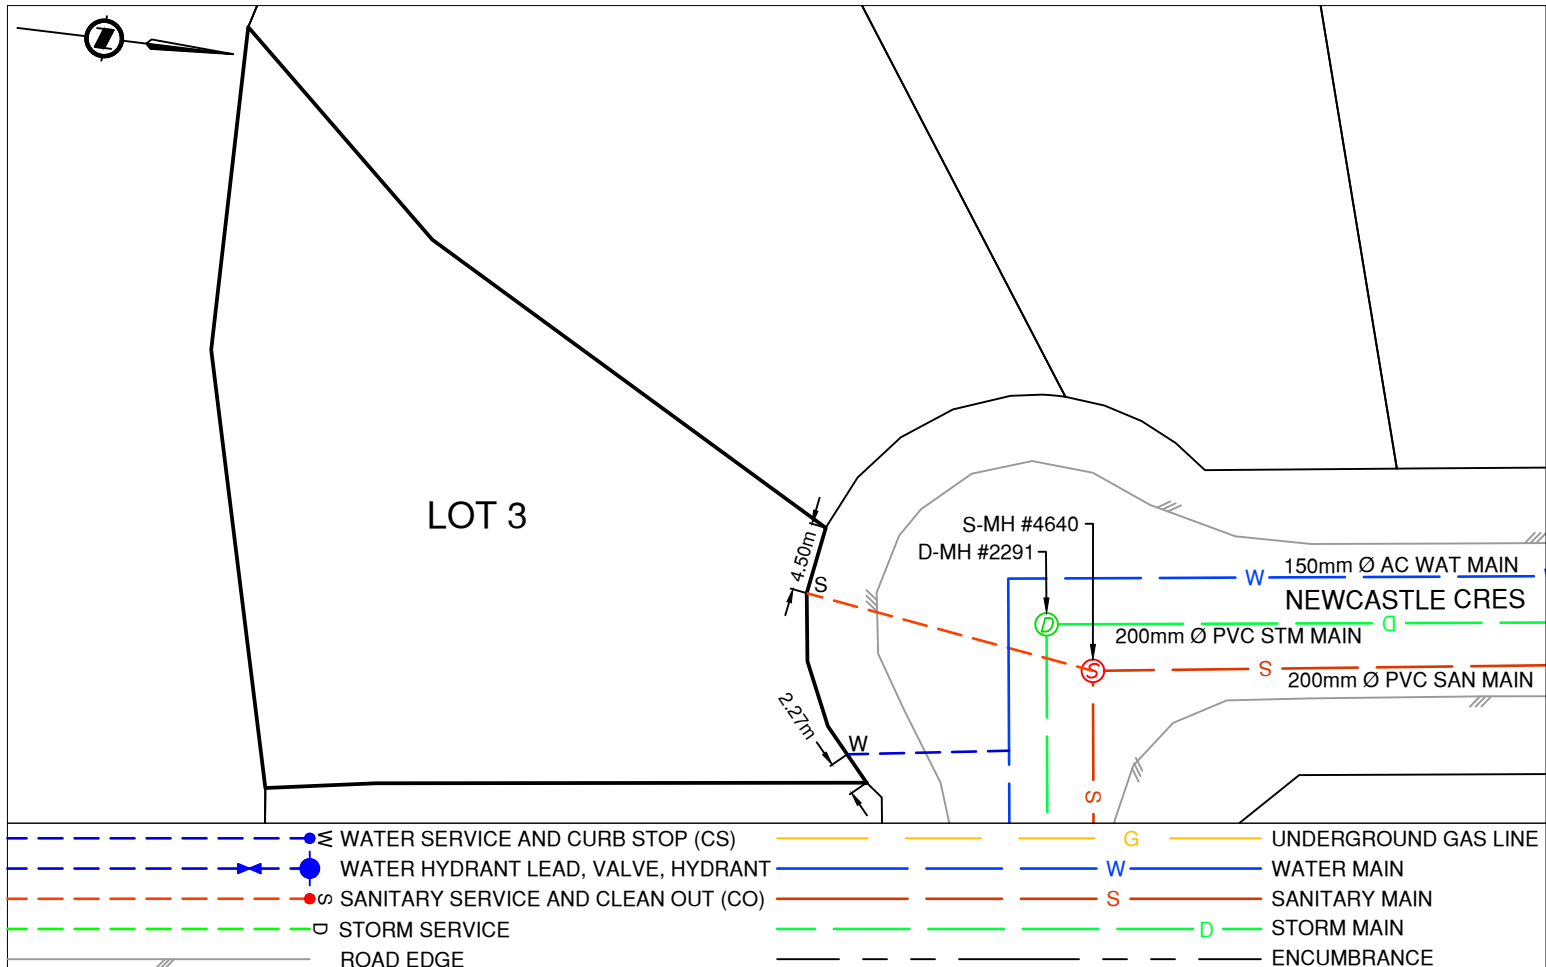 N
LOT 3
4.50m
S
2.27m
W
S-MH #4640
D-MH #2291
D
S
W
150mm Ø AC WAT MAIN
NEWCASTLE CRES
D
200mm Ø PVC STM MAIN
S
200mm Ø PVC SAN MAIN
S
W WATER SERVICE AND CURB STOP (CS)
WATER HYDRANT LEAD, VALVE, HYDRANT
S SANITARY SERVICE AND CLEAN OUT (CO)
D STORM SERVICE
ROAD EDGE
G UNDERGROUND GAS LINE
W WATER MAIN
S SANITARY MAIN
D STORM MAIN
ENCUMBRANCE